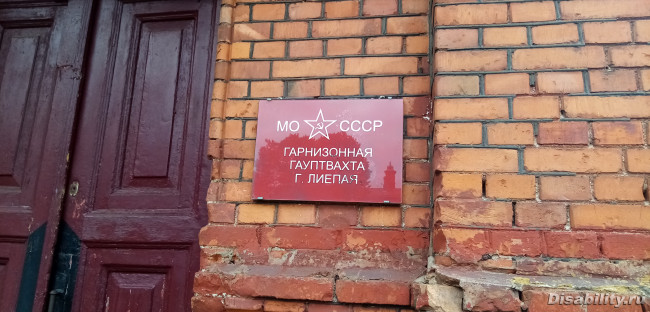 МО СССР
ГАРНИЗОННАЯ
ГАУПТВАХТА
Г. ЛИЕПАЯ
Disability.ru